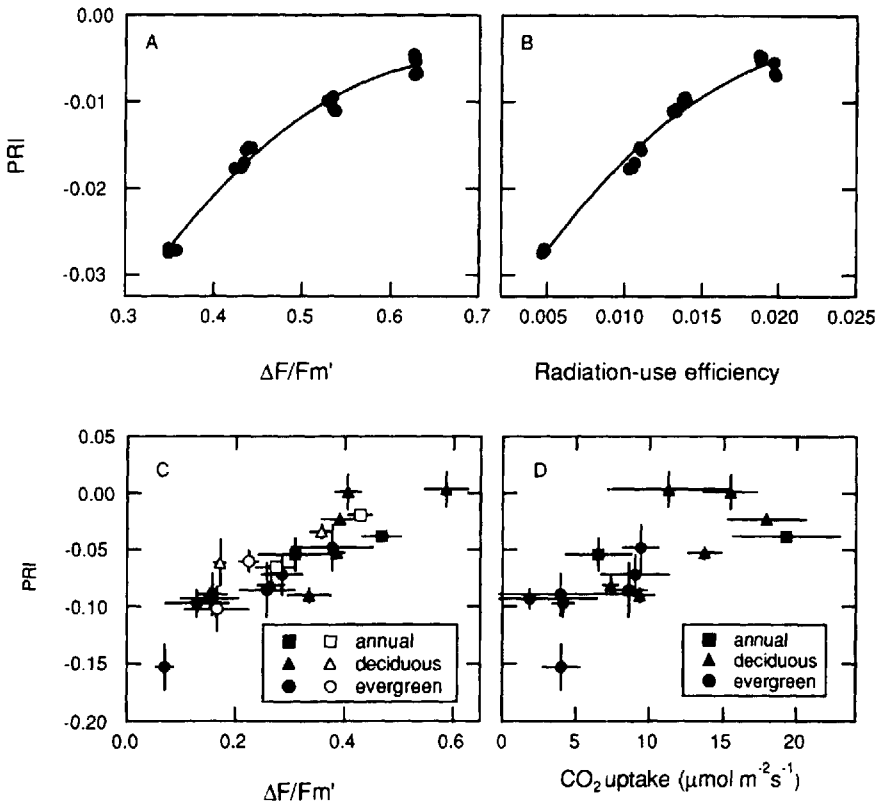 0.00
-0.01
-0.02
-0.03
PRI
A
0.3 0.4 0.5 0.6 0.7
ΔF/Fm'
B
0.005 0.010 0.015 0.020 0.025
Radiation-use efficiency
0.05
0.00
-0.05
-0.10
-0.15
-0.20
PRI
C
annual
deciduous
evergreen
0.0 0.2 0.4 0.6
ΔF/Fm'
D
annual
deciduous
evergreen
0 5 10 15 20
CO₂ uptake (μmol m⁻²s⁻¹)